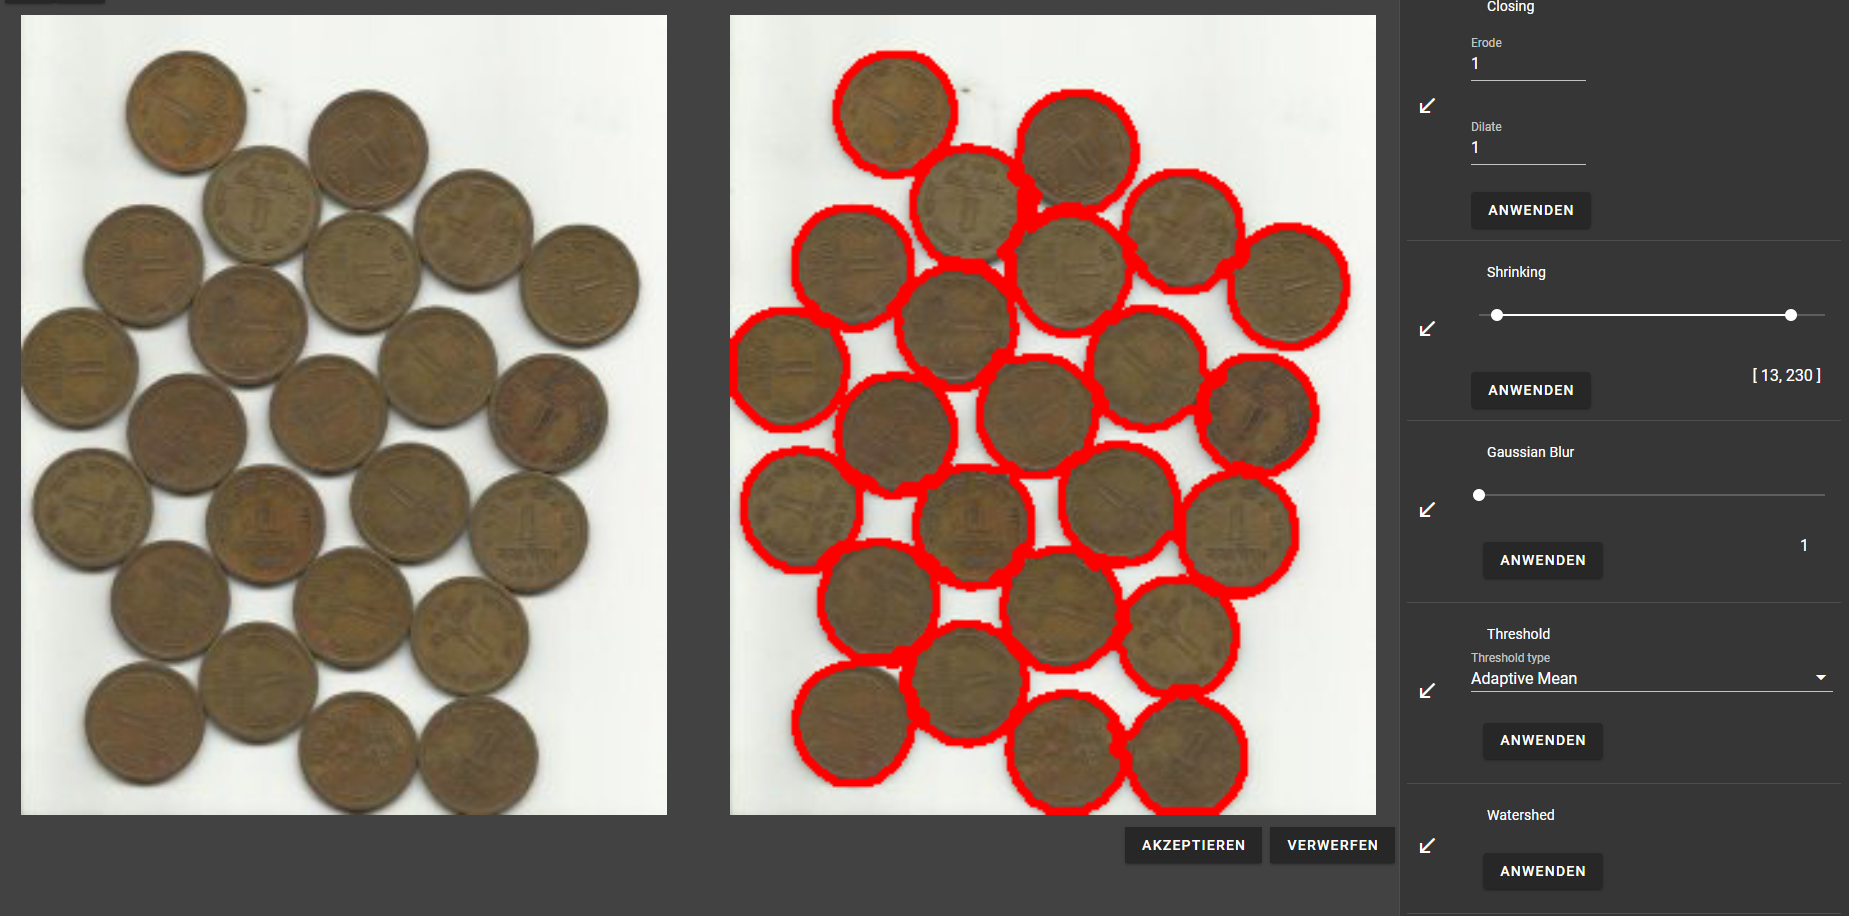 Closing
Erode
1
Dilate
1
ANWENDEN
Shrinking
[ 13, 230 ]
ANWENDEN
Gaussian Blur
1
ANWENDEN
Threshold
Threshold type
Adaptive Mean
ANWENDEN
Watershed
ANWENDEN
AKZEPTIEREN
VERWERFEN